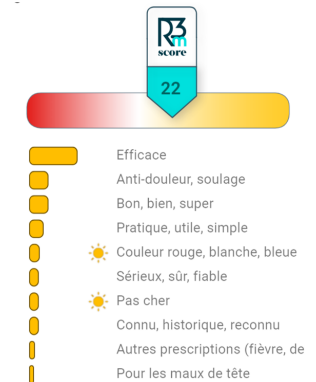 R3m
score
22
Efficace
Anti-douleur, soulage
Bon, bien, super
Pratique, utile, simple
Couleur rouge, blanche, bleue
Sérieux, sûr, fiable
Pas cher
Connu, historique, reconnu
Autres prescriptions (fièvre, de
Pour les maux de tête